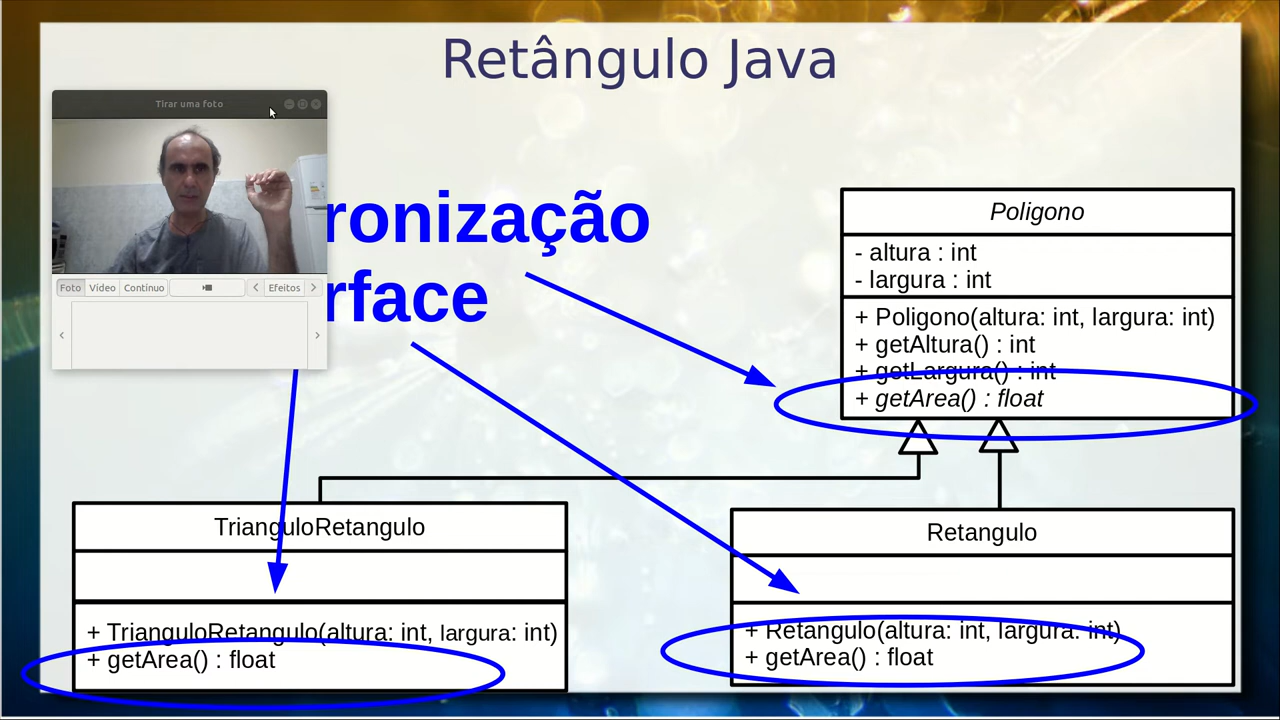 Retângulo Java
Tirar uma foto
Foto Vídeo Contínuo Efeitos
ronização
rface
Poligono
- altura : int
- largura : int
+ Poligono(altura: int, largura: int)
+ getAltura() : int
+ getLargura() : int
+ getArea() : float
TrianguloRetangulo
+ TrianguloRetangulo(altura: int, largura: int)
+ getArea() : float
Retangulo
+ Retangulo(altura: int, largura: int)
+ getArea() : float